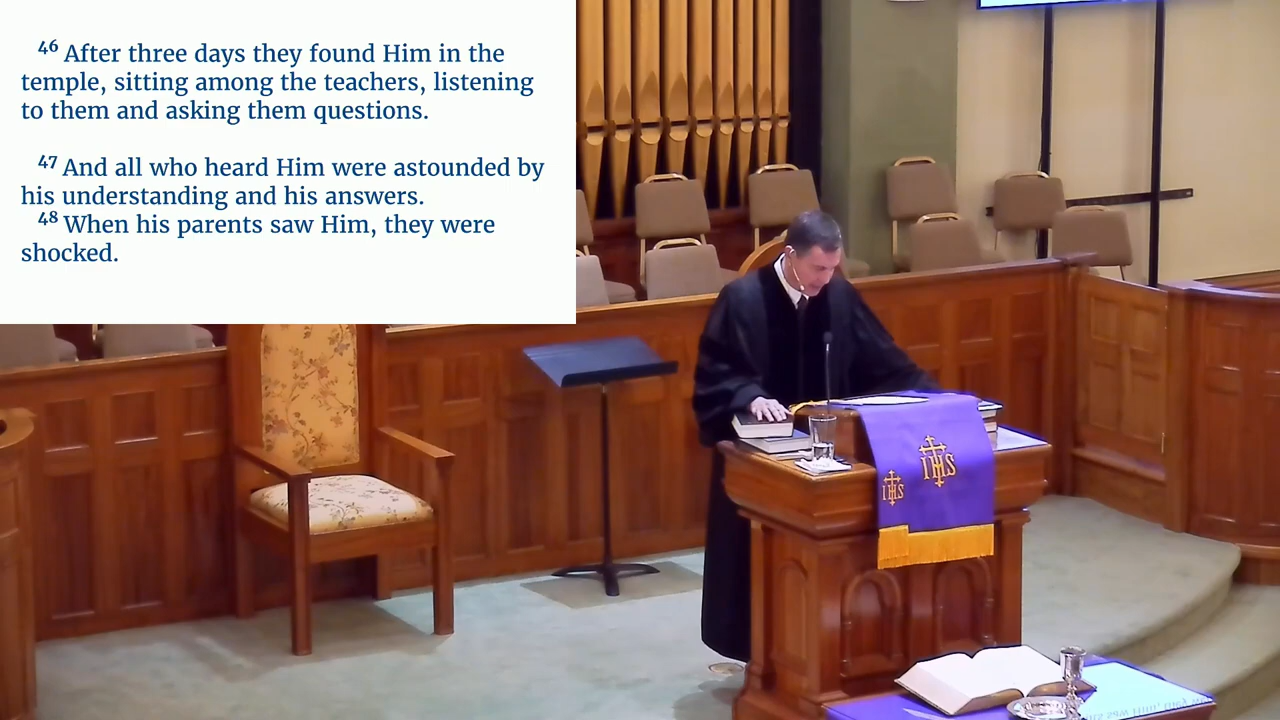 46 After three days they found Him in the
temple, sitting among the teachers, listening
to them and asking them questions.
47 And all who heard Him were astounded by
his understanding and his answers.
48 When his parents saw Him, they were
shocked.
IHS
IHS